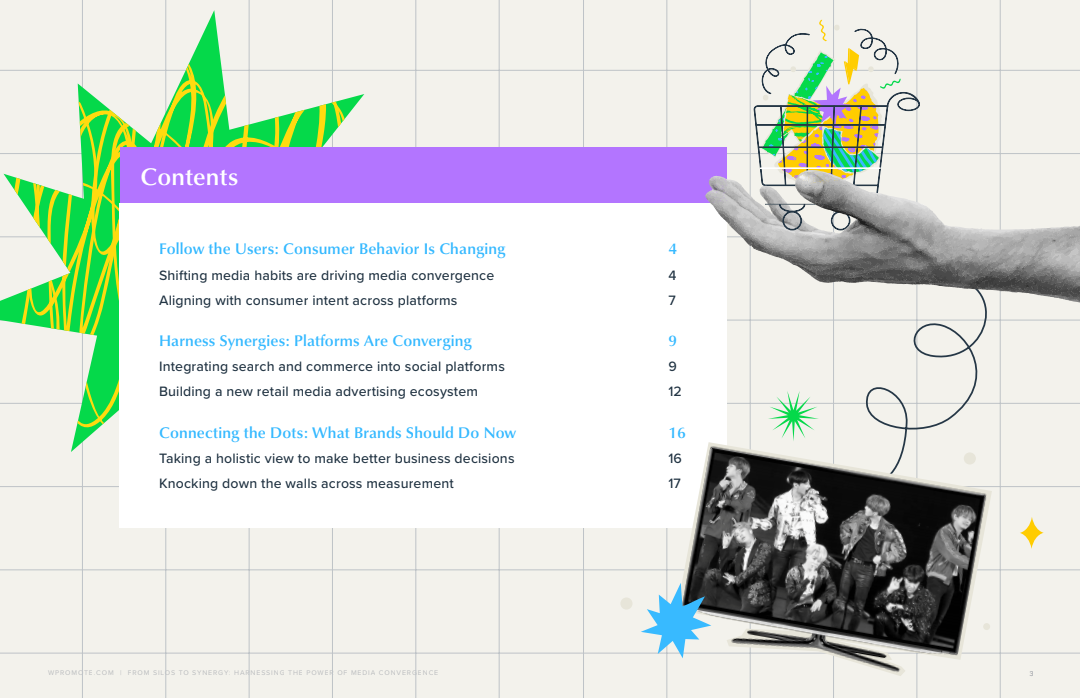 Contents
Follow the Users: Consumer Behavior Is Changing 4
Shifting media habits are driving media convergence 4
Aligning with consumer intent across platforms 7
Harness Synergies: Platforms Are Converging 9
Integrating search and commerce into social platforms 9
Building a new retail media advertising ecosystem 12
Connecting the Dots: What Brands Should Do Now 16
Taking a holistic view to make better business decisions 16
Knocking down the walls across measurement 17
WPROMOTE.COM / FROM SILOS TO SYNERGY: HARNESSING THE POWER OF MEDIA CONVERGENCE 3